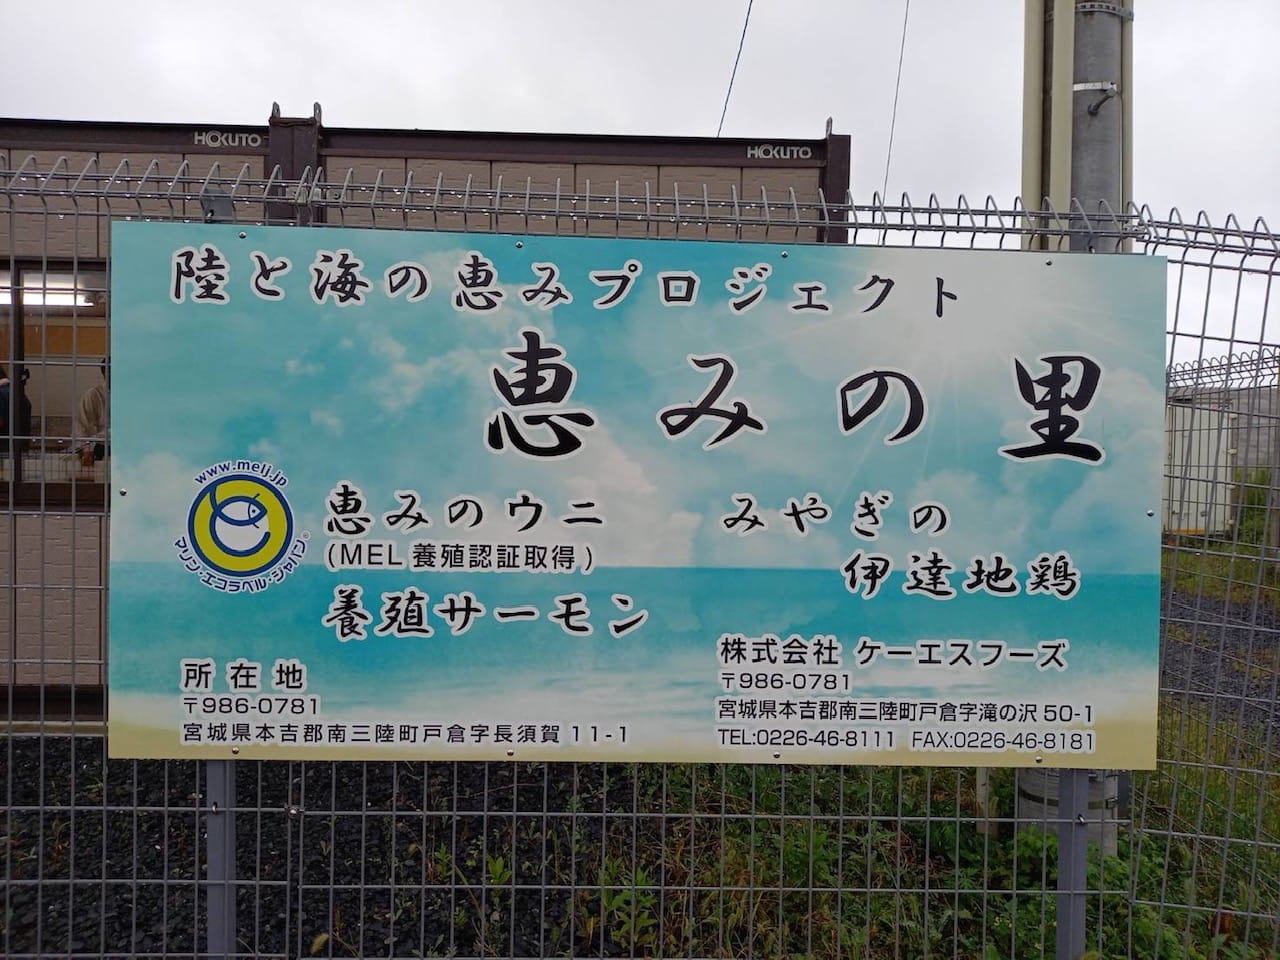 HOKUTO
HOKUTO
陸と海の恵みプロジェクト
恵みの里
www.melj.jp
マリン・エコラベル・ジャパン®
恵みのウニ
(MEL養殖認証取得)
養殖サーモン
みやぎの
伊達地鶏
所在地
〒986-0781
宮城県本吉郡南三陸町戸倉字長須賀11-1
株式会社 ケーエスフーズ
〒986-0781
宮城県本吉郡南三陸町戸倉字滝の沢50-1
TEL:0226-46-8111 FAX:0226-46-8181